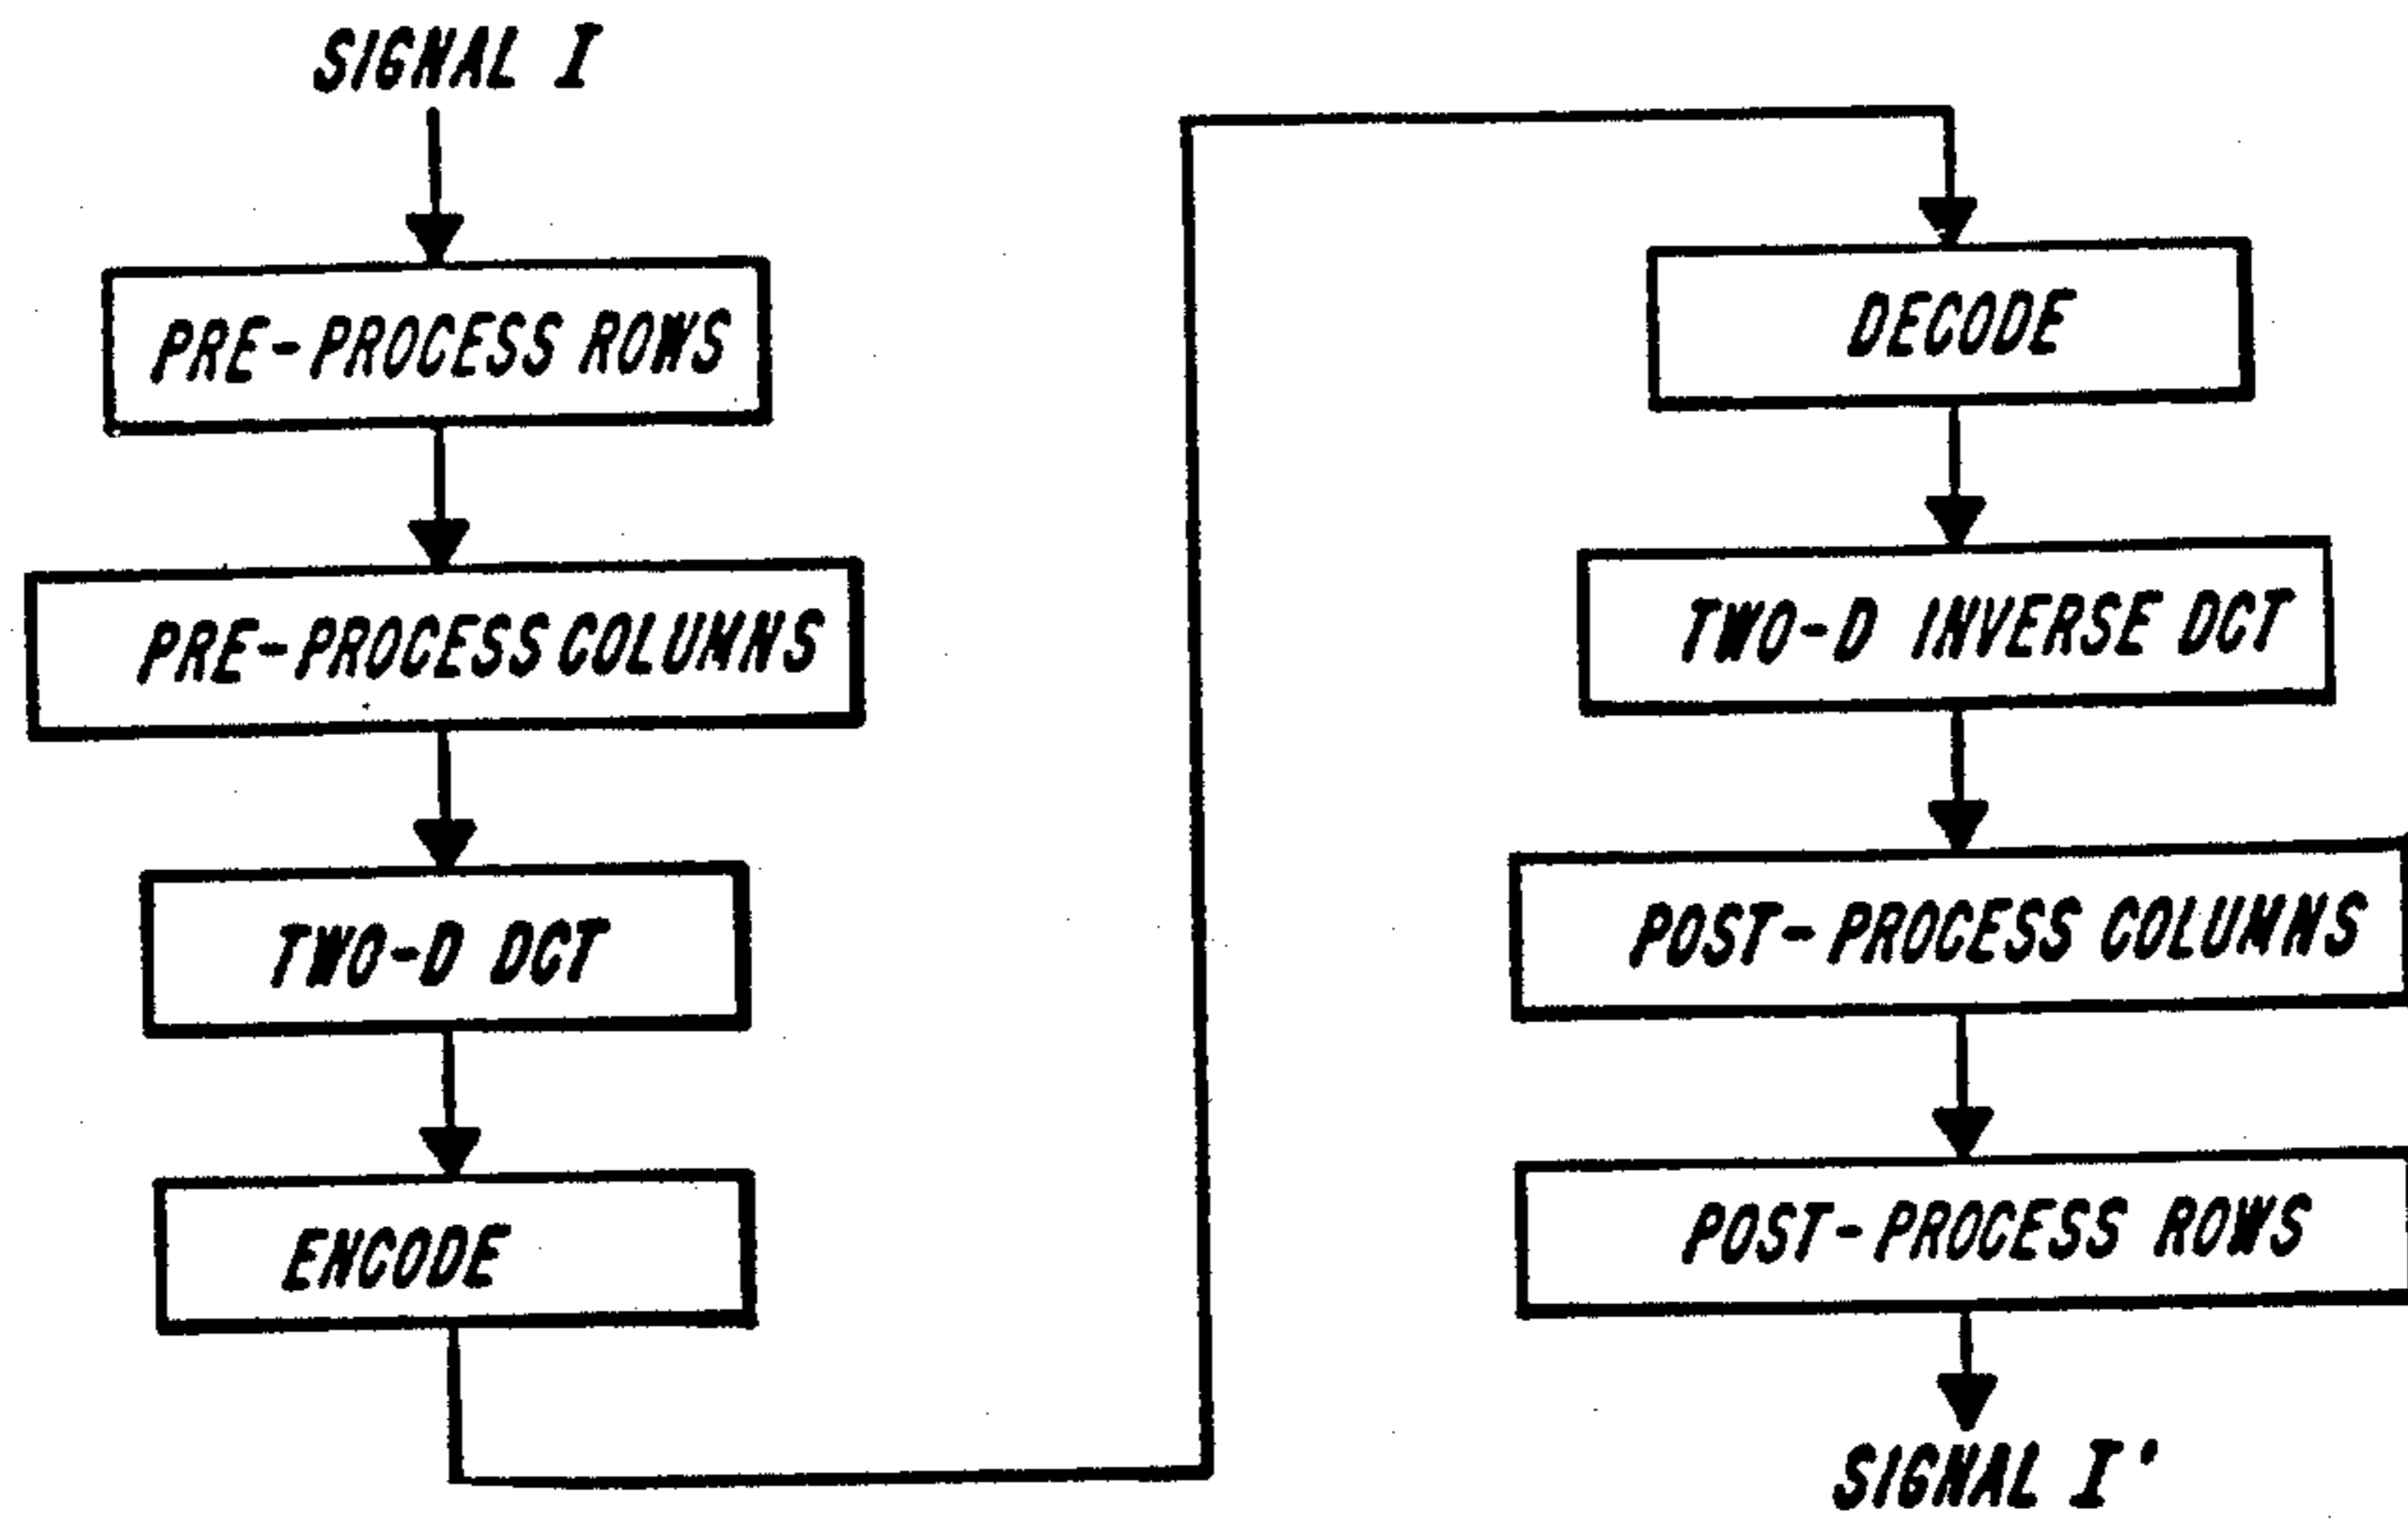 SIGNAL I
PRE-PROCESS ROWS
PRE-PROCESS COLUMNS
TWO-D DCT
ENCODE
DECODE
TWO-D INVERSE DCT
POST-PROCESS COLUMNS
POST-PROCESS ROWS
SIGNAL I'